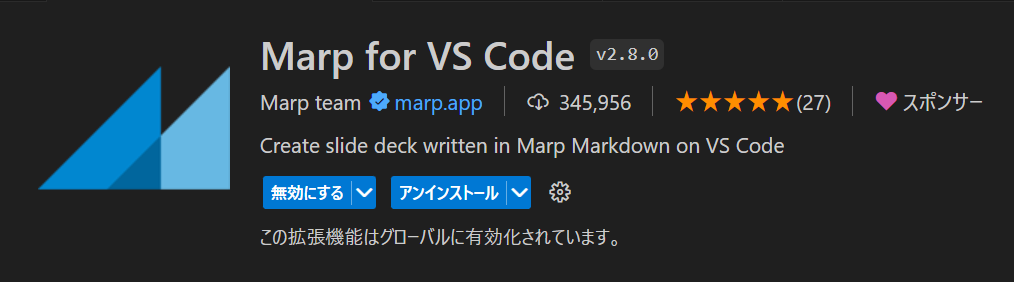 Marp for VS Code v2.8.0
Marp team marp.app 345,956 ★★★★★(27) スポンサー
Create slide deck written in Marp Markdown on VS Code
無効にする アンインストール
この拡張機能はグローバルに有効化されています。